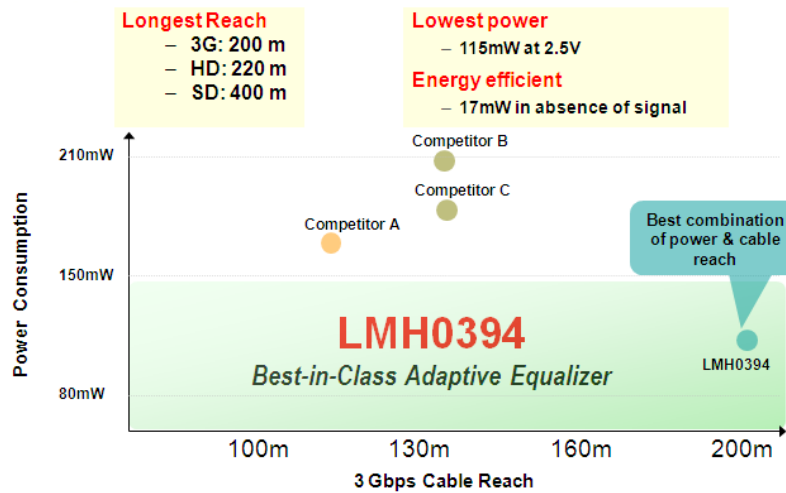 Longest Reach
– 3G: 200 m
– HD: 220 m
– SD: 400 m
Lowest power
– 115mW at 2.5V
Energy efficient
– 17mW in absence of signal
Power Consumption
210mW
150mW
80mW
Competitor B
Competitor C
Competitor A
Best combination
of power & cable
reach
LMH0394
Best-in-Class Adaptive Equalizer
LMH0394
100m
130m
160m
200m
3 Gbps Cable Reach